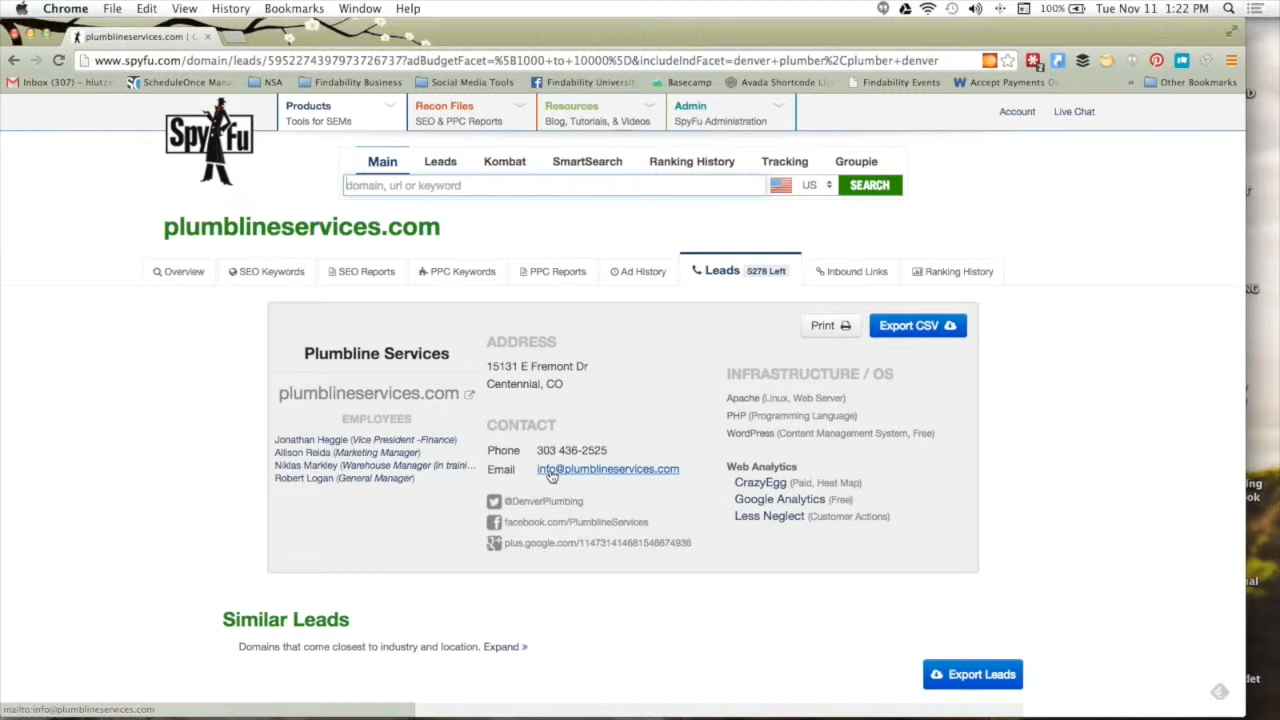 Chrome File Edit View History Bookmarks Window Help 100% Tue Nov 11 1:22 PM
plumblineservices.com | C
www.spyfu.com/domain/leads/5952274397973726737?adBudgetFacet=%5B1000+to+10000%5D&includeIndFacet=denver+plumber%2Cplumber+denver
Inbox (307) – hlutz ScheduleOnce Mana NSA Findability Business Social Media Tools Findability Universit Basecamp Avada Shortcode Lis Findability Events Accept Payments On » Other Bookmarks
Products Recon Files Resources Admin
Tools for SEMs SEO & PPC Reports Blog, Tutorials, & Videos SpyFu Administration
Account Live Chat
SpyFu
Main Leads Kombat SmartSearch Ranking History Tracking Groupie
domain, url or keyword US SEARCH
plumblineservices.com
Overview SEO Keywords SEO Reports PPC Keywords PPC Reports Ad History Leads 5278 Left Inbound Links Ranking History
Print Export CSV
Plumbline Services
plumblineservices.com
EMPLOYEES
Jonathan Heggie (Vice President -Finance)
Allison Reida (Marketing Manager)
Niklas Markley (Warehouse Manager (in traini...
Robert Logan (General Manager)
ADDRESS
15131 E Fremont Dr
Centennial, CO
CONTACT
Phone 303 436-2525
Email info@plumblineservices.com
@DenverPlumbing
facebook.com/PlumblineServices
plus.google.com/114731414681546674936
INFRASTRUCTURE / OS
Apache (Linux, Web Server)
PHP (Programming Language)
WordPress (Content Management System, Free)
Web Analytics
CrazyEgg (Paid, Heat Map)
Google Analytics (Free)
Less Neglect (Customer Actions)
Similar Leads
Domains that come closest to industry and location. Expand »
Export Leads
mailto:info@plumblineservices.com